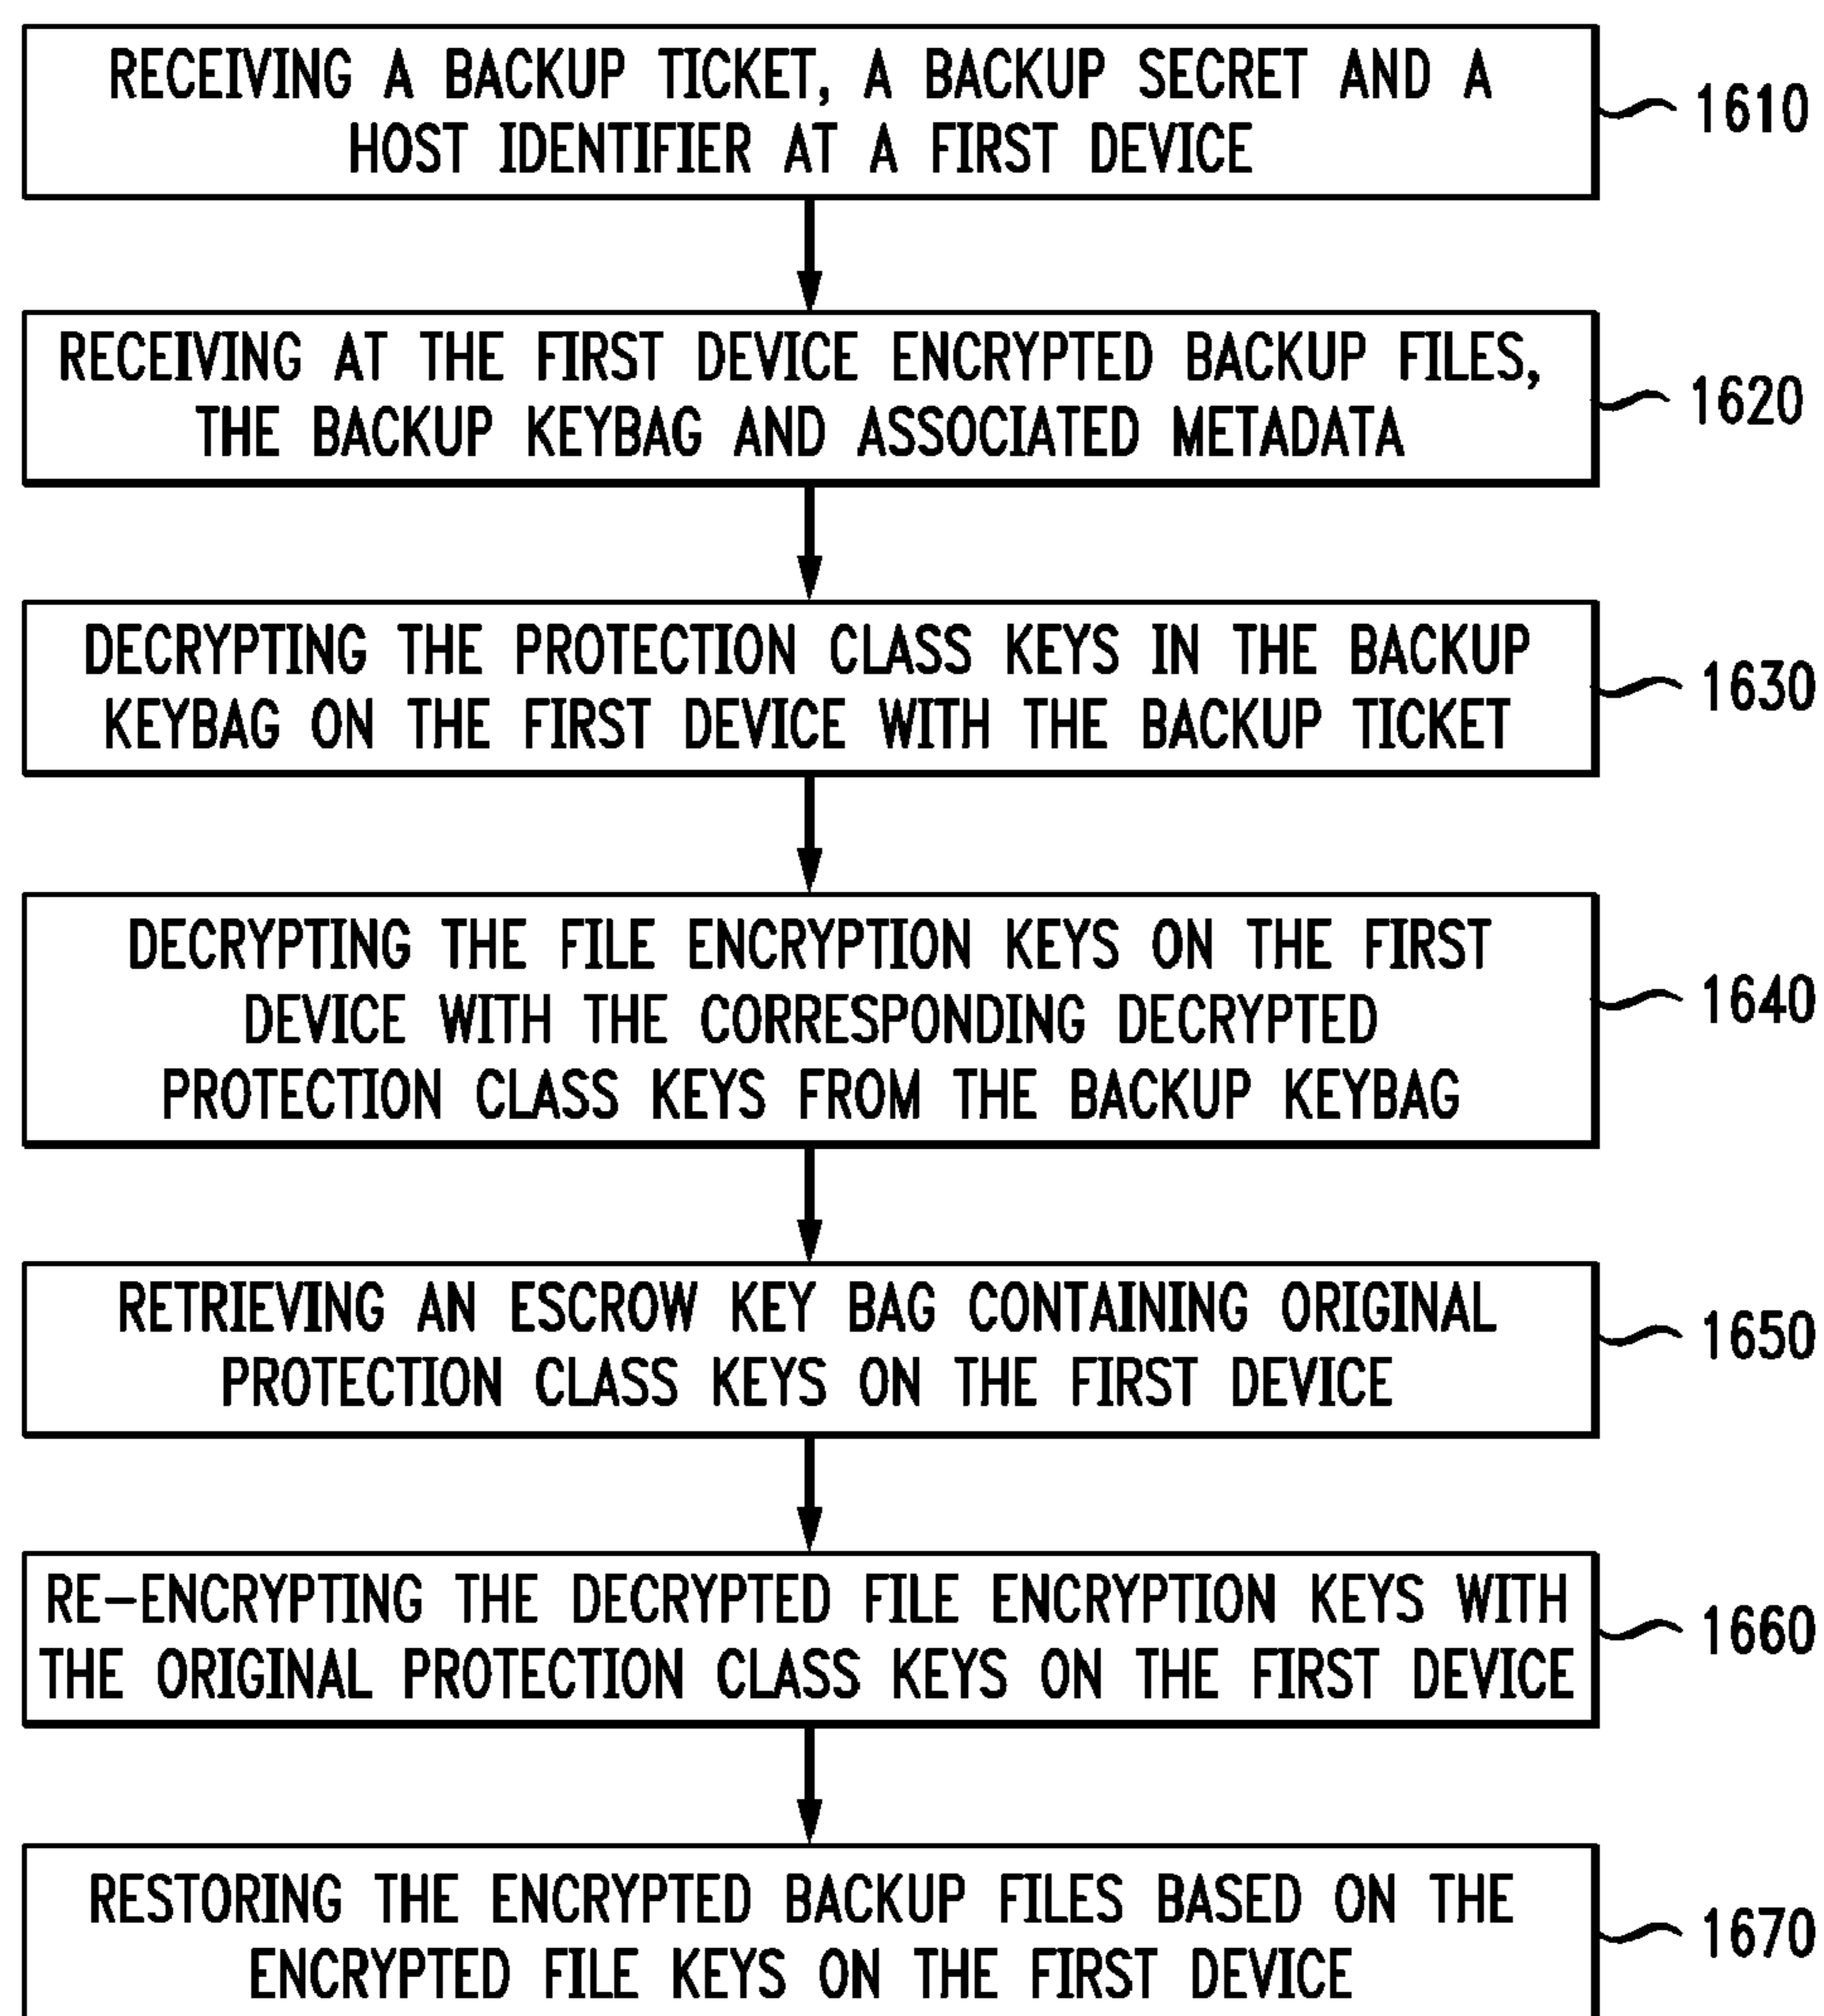 RECEIVING A BACKUP TICKET, A BACKUP SECRET AND A
HOST IDENTIFIER AT A FIRST DEVICE
1610
RECEIVING AT THE FIRST DEVICE ENCRYPTED BACKUP FILES,
THE BACKUP KEYBAG AND ASSOCIATED METADATA
1620
DECRYPTING THE PROTECTION CLASS KEYS IN THE BACKUP
KEYBAG ON THE FIRST DEVICE WITH THE BACKUP TICKET
1630
DECRYPTING THE FILE ENCRYPTION KEYS ON THE FIRST
DEVICE WITH THE CORRESPONDING DECRYPTED
PROTECTION CLASS KEYS FROM THE BACKUP KEYBAG
1640
RETRIEVING AN ESCROW KEY BAG CONTAINING ORIGINAL
PROTECTION CLASS KEYS ON THE FIRST DEVICE
1650
RE-ENCRYPTING THE DECRYPTED FILE ENCRYPTION KEYS WITH
THE ORIGINAL PROTECTION CLASS KEYS ON THE FIRST DEVICE
1660
RESTORING THE ENCRYPTED BACKUP FILES BASED ON THE
ENCRYPTED FILE KEYS ON THE FIRST DEVICE
1670